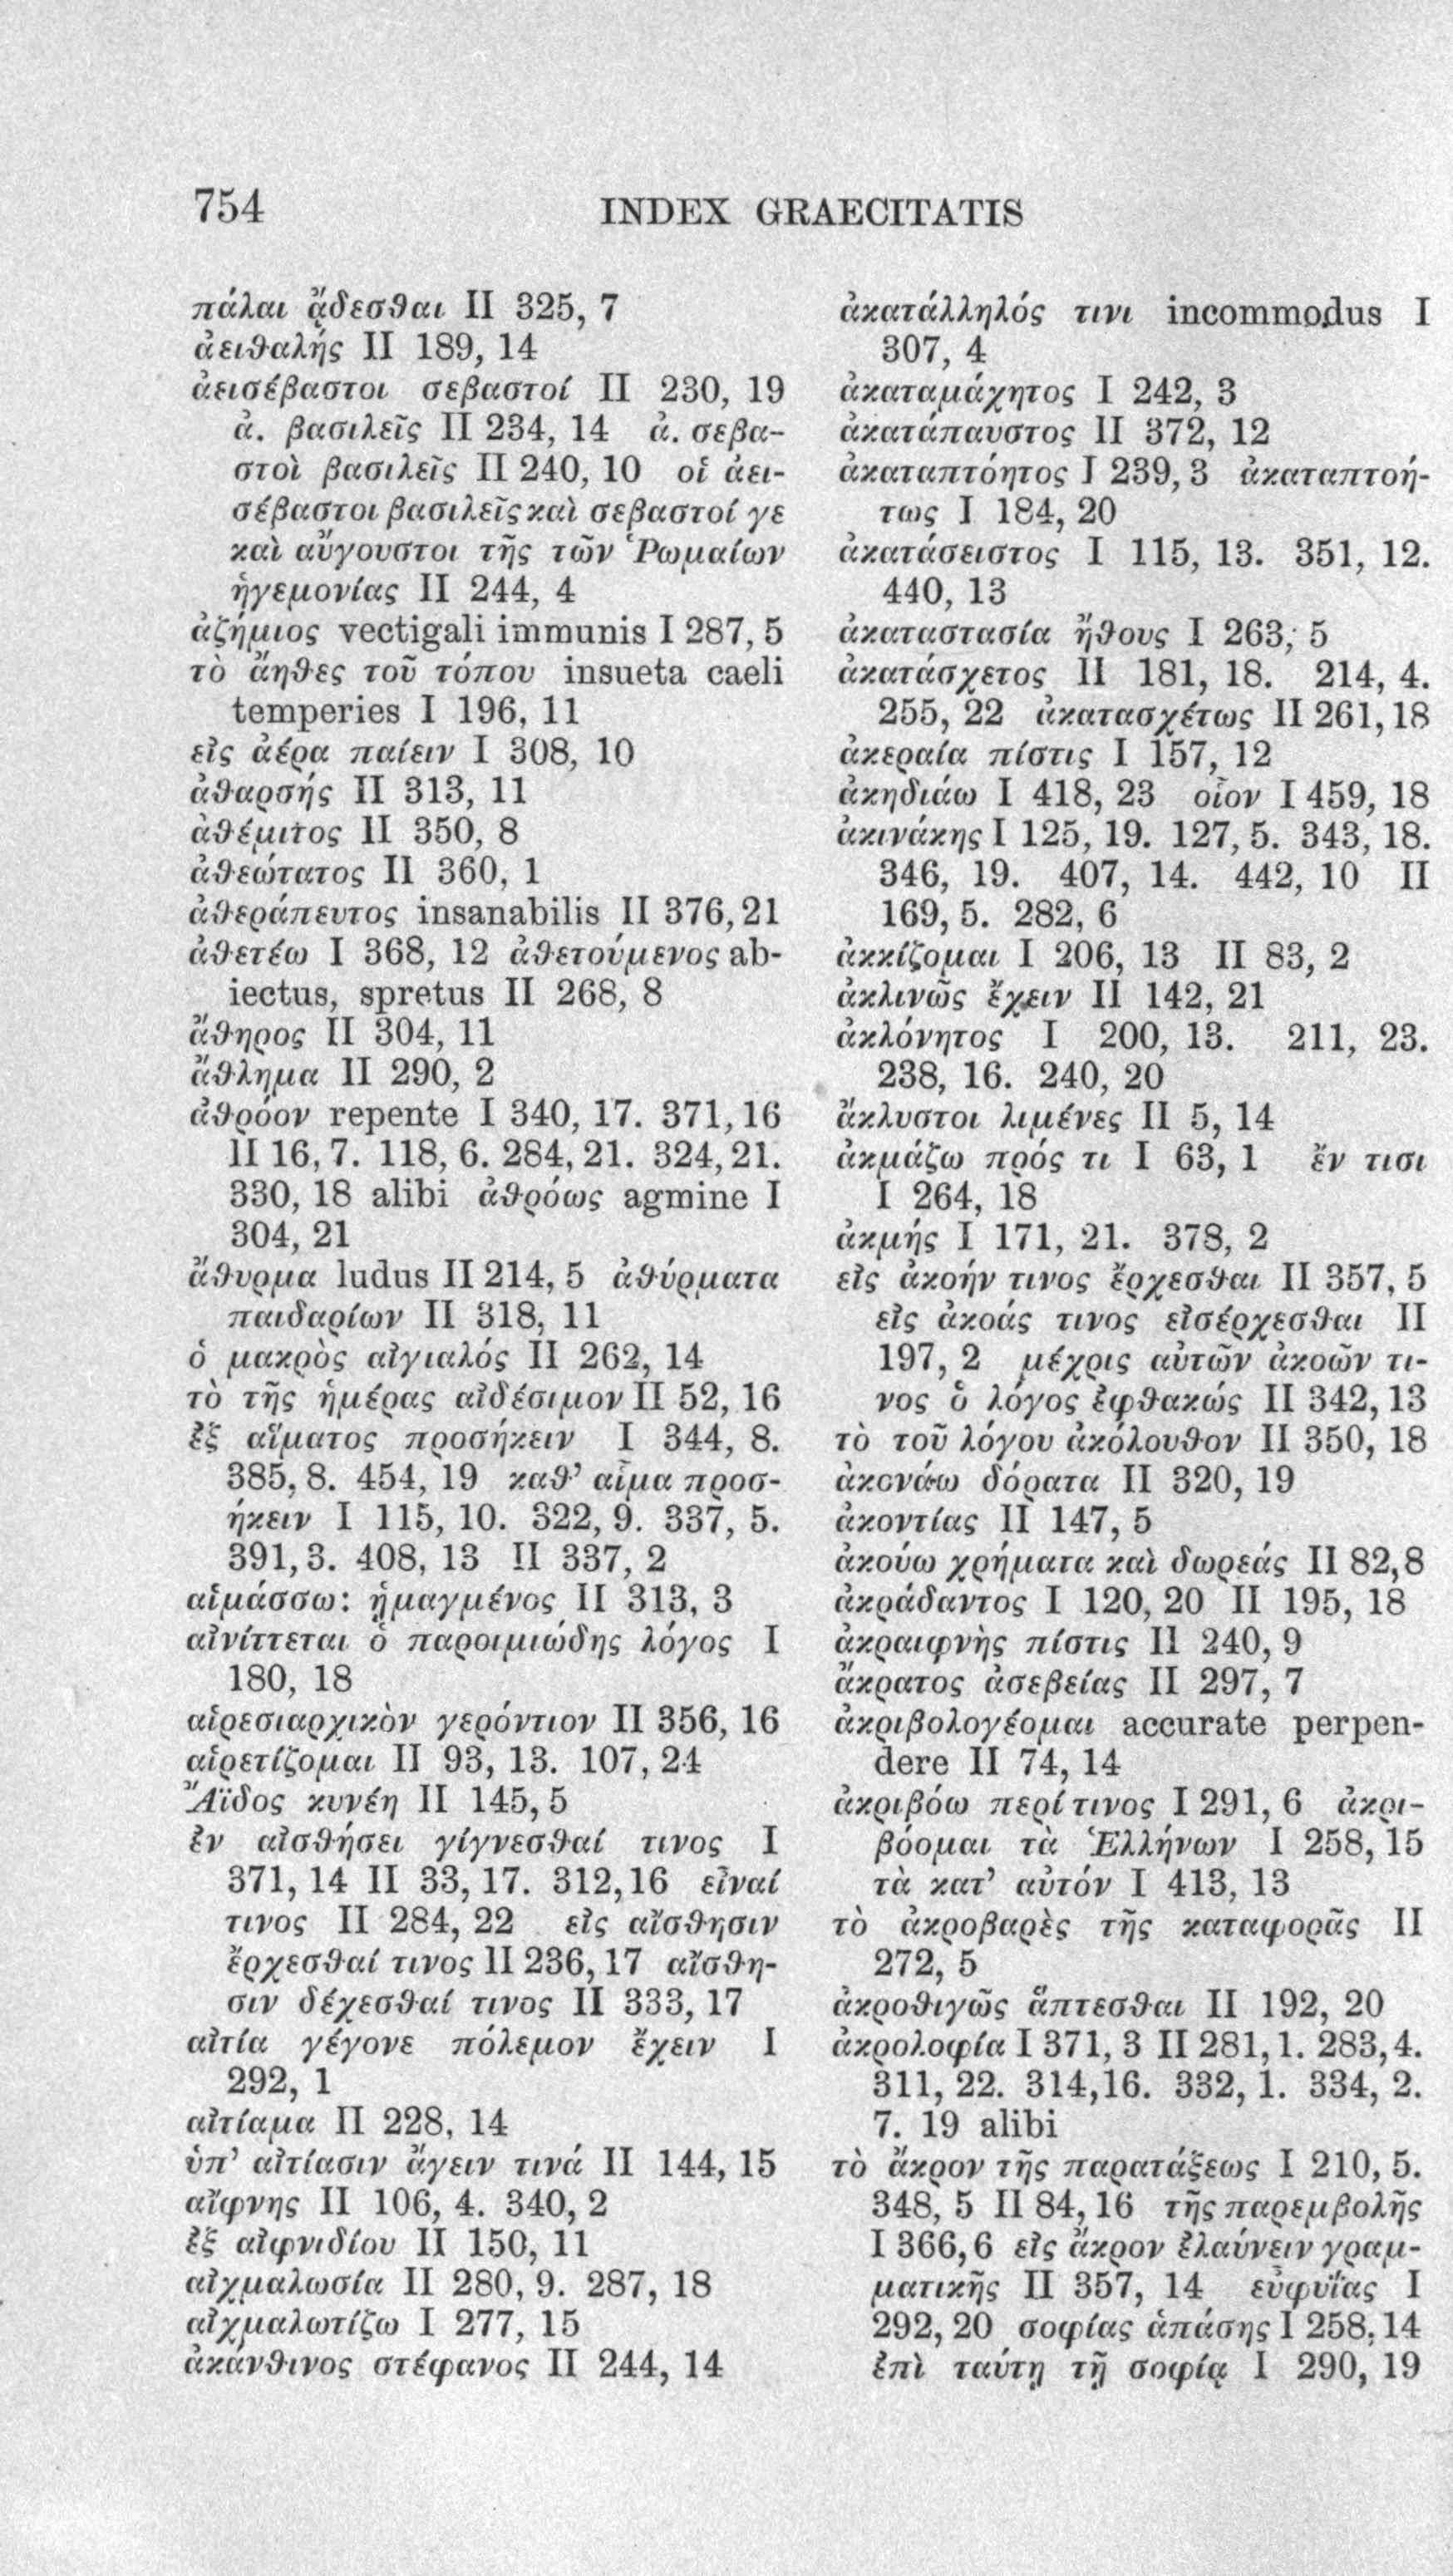 754
INDEX GRAECITATIS
πάλαι ᾄδεσθαι II 325, 7
ἀειθαλής II 189, 14
ἀεισέβαστοι σεβαστοί II 230, 19
ἀ. βασιλεῖς II 234, 14 ἀ. σεβα-
στοὶ βασιλεῖς II 240, 10 οἱ ἀει-
σέβαστοι βασιλεῖς καὶ σεβαστοί γε
καὶ αὔγουστοι τῆς τῶν Ῥωμαίων
ἡγεμονίας II 244, 4
ἀζήμιος vectigali immunis I 287, 5
τὸ ἄηθες τοῦ τόπου insueta caeli
temperies I 196, 11
εἰς ἀέρα παίειν I 308, 10
ἀθαρσής II 313, 11
ἀθέμιτος II 350, 8
ἀθεώτατος II 360, 1
ἀθεράπευτος insanabilis II 376, 21
ἀθετέω I 368, 12 ἀθετούμενος ab-
iectus, spretus II 268, 8
ἄθηρος II 304, 11
ἄθλημα II 290, 2
ἀθρόον repente I 340, 17. 371, 16
II 16, 7. 118, 6. 284, 21. 324, 21.
330, 18 alibi ἀθρόως agmine I
304, 21
ἄθυρμα ludus II 214, 5 ἀθύρματα
παιδαρίων II 318, 11
ὁ μακρὸς αἰγιαλός II 262, 14
τὸ τῆς ἡμέρας αἰδέσιμον II 52, 16
ἐξ αἵματος προσήκειν I 344, 8.
385, 8. 454, 19 καθ’ αἷμα προσ-
ήκειν I 115, 10. 322, 9. 337, 5.
391, 3. 408, 13 II 337, 2
αἱμάσσω: ᾑμαγμένος II 313, 3
αἰνίττεται ὁ παροιμιώδης λόγος I
180, 18
αἱρεσιαρχικὸν γερόντιον II 356, 16
αἱρετίζομαι II 93, 13. 107, 24
Ἄϊδος κυνέη II 145, 5
ἐν αἰσθήσει γίγνεσθαί τινος I
371, 14 II 33, 17. 312, 16 εἶναί
τινος II 284, 22 εἰς αἴσθησιν
ἔρχεσθαί τινος II 236, 17 αἴσθη-
σιν δέχεσθαί τινος II 333, 17
αἰτία γέγονε πόλεμον ἔχειν I
292, 1
αἰτίαμα II 228, 14
ὑπ’ αἰτίασιν ἄγειν τινά II 144, 15
αἴφνης II 106, 4. 340, 2
ἐξ αἰφνιδίου II 150, 11
αἰχμαλωσία II 280, 9. 287, 18
αἰχμαλωτίζω I 277, 15
ἀκάνθινος στέφανος II 244, 14
ἀκατάλληλός τινι incommodus I
307, 4
ἀκαταμάχητος I 242, 3
ἀκατάπαυστος II 372, 12
ἀκαταπτόητος I 239, 3 ἀκαταπτοή-
τως I 184, 20
ἀκατάσειστος I 115, 13. 351, 12.
440, 13
ἀκαταστασία ἤθους I 263, 5
ἀκατάσχετος II 181, 18. 214, 4.
255, 22 ἀκατασχέτως II 261, 18
ἀκεραία πίστις I 157, 12
ἀκηδιάω I 418, 23 οἷον I 459, 18
ἀκινάκης I 125, 19. 127, 5. 343, 18.
346, 19. 407, 14. 442, 10 II
169, 5. 282, 6
ἀκκίζομαι I 206, 13 II 83, 2
ἀκλινῶς ἔχειν II 142, 21
ἀκλόνητος I 200, 13. 211, 23.
238, 16. 240, 20
ἄκλυστοι λιμένες II 5, 14
ἀκμάζω πρός τι I 63, 1 ἔν τισι
I 264, 18
ἀκμής I 171, 21. 378, 2
εἰς ἀκοήν τινος ἔρχεσθαι II 357, 5
εἰς ἀκοάς τινος εἰσέρχεσθαι II
197, 2 μέχρις αὐτῶν ἀκοῶν τι-
νος ὁ λόγος ἐφθακώς II 342, 13
τὸ τοῦ λόγου ἀκόλουθον II 350, 18
ἀκονάω δόρατα II 320, 19
ἀκοντίας II 147, 5
ἀκούω χρήματα καὶ δωρεάς II 82, 8
ἀκράδαντος I 120, 20 II 195, 18
ἀκραιφνὴς πίστις II 240, 9
ἄκρατος ἀσεβείας II 297, 7
ἀκριβολογέομαι accurate perpen-
dere II 74, 14
ἀκριβόω περί τινος I 291, 6 ἀκρι-
βόομαι τὰ Ἑλλήνων I 258, 15
τὰ κατ’ αὐτόν I 413, 13
τὸ ἀκροβαρὲς τῆς καταφορᾶς II
272, 5
ἀκροθιγῶς ἅπτεσθαι II 192, 20
ἀκρολοφία I 371, 3 II 281, 1. 283, 4.
311, 22. 314, 16. 332, 1. 334, 2.
7. 19 alibi
τὸ ἄκρον τῆς παρατάξεως I 210, 5.
348, 5 II 84, 16 τῆς παρεμβολῆς
I 366, 6 εἰς ἄκρον ἐλαύνειν γραμ-
ματικῆς II 357, 14 εὐφυΐας I
292, 20 σοφίας ἁπάσης I 258, 14
ἐπὶ ταύτῃ τῇ σοφίᾳ I 290, 19